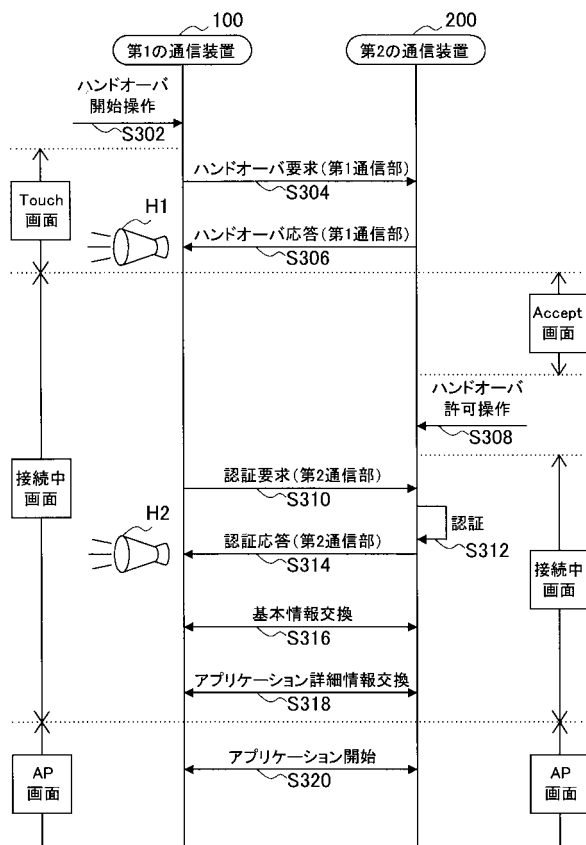 100
200
第1の通信装置
第2の通信装置
ハンドオーバ
開始操作
S302
ハンドオーバ要求(第1通信部)
S304
Touch
画面
H1
ハンドオーバ応答(第1通信部)
S306
Accept
画面
ハンドオーバ
許可操作
S308
接続中
画面
認証要求(第2通信部)
S310
H2
認証
S312
認証応答(第2通信部)
S314
接続中
画面
基本情報交換
S316
アプリケーション詳細情報交換
S318
アプリケーション開始
S320
AP
画面
AP
画面